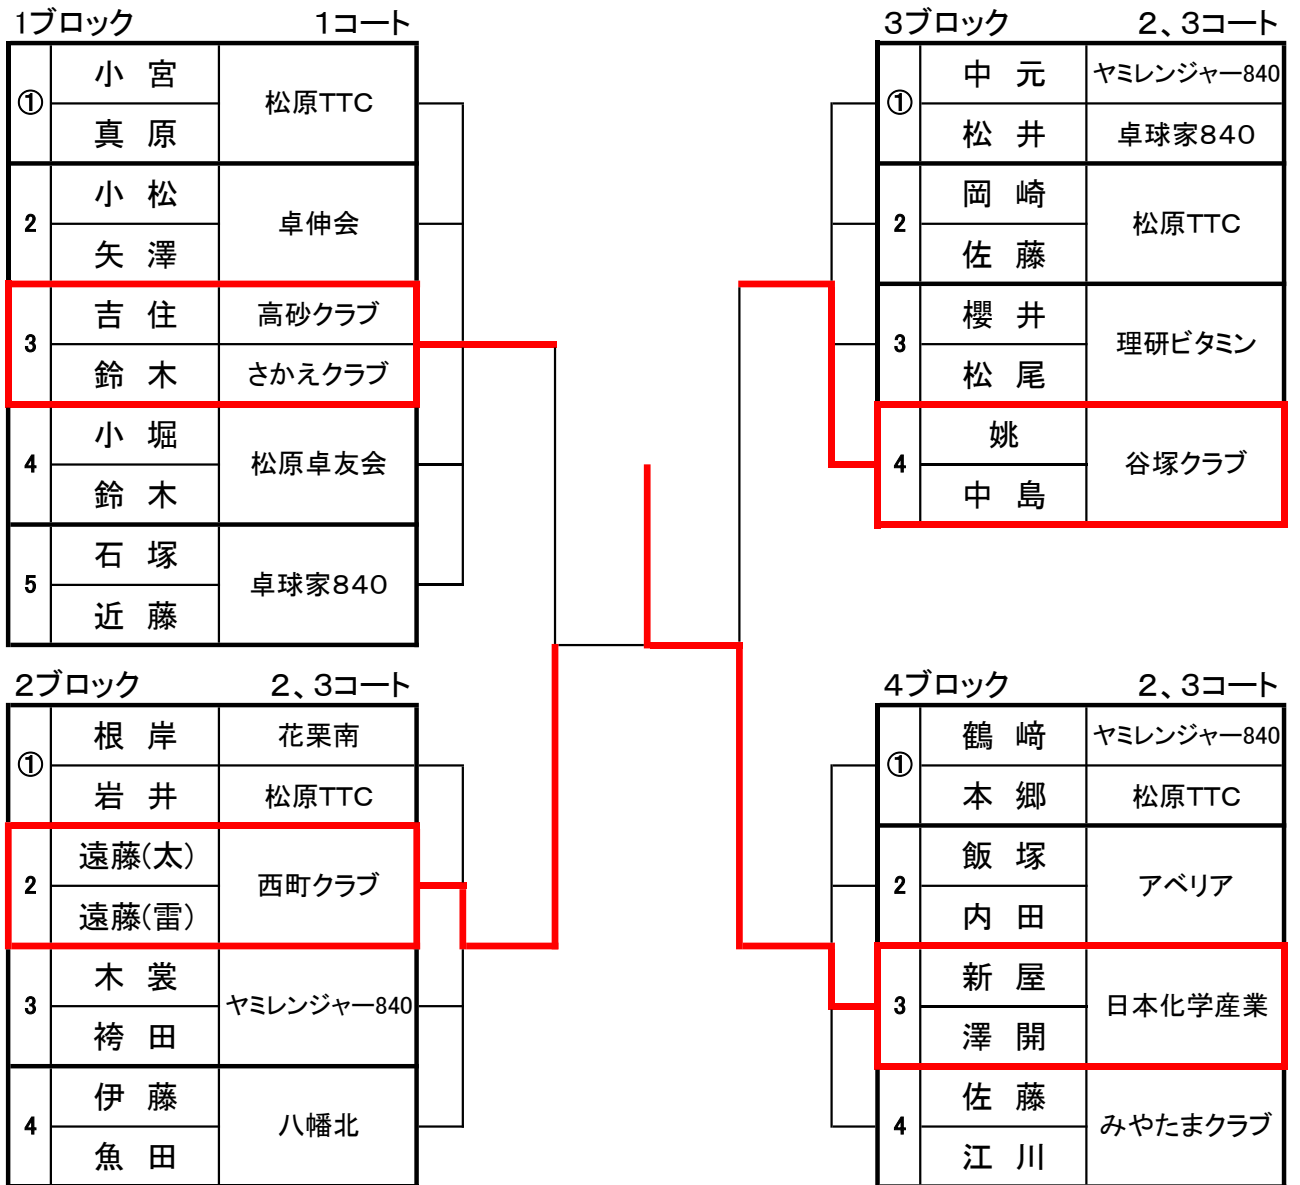 1ブロック 1コート
① 小宮 松原TTC
真原
2 小松 卓伸会
矢澤
3 吉住 高砂クラブ
鈴木 さかえクラブ
4 小堀 松原卓友会
鈴木
5 石塚 卓球家840
近藤
2ブロック 2、3コート
① 根岸 花栗南
岩井 松原TTC
2 遠藤(太) 西町クラブ
遠藤(雷)
3 木裳 ヤミレンジャー840
袴田
4 伊藤 八幡北
魚田
3ブロック 2、3コート
① 中元 ヤミレンジャー840
松井 卓球家840
2 岡崎 松原TTC
佐藤
3 櫻井 理研ビタミン
松尾
4 姚 谷塚クラブ
中島
4ブロック 2、3コート
① 鶴﨑 ヤミレンジャー840
本郷 松原TTC
2 飯塚 アベリア
内田
3 新屋 日本化学産業
澤開
4 佐藤 みやたまクラブ
江川